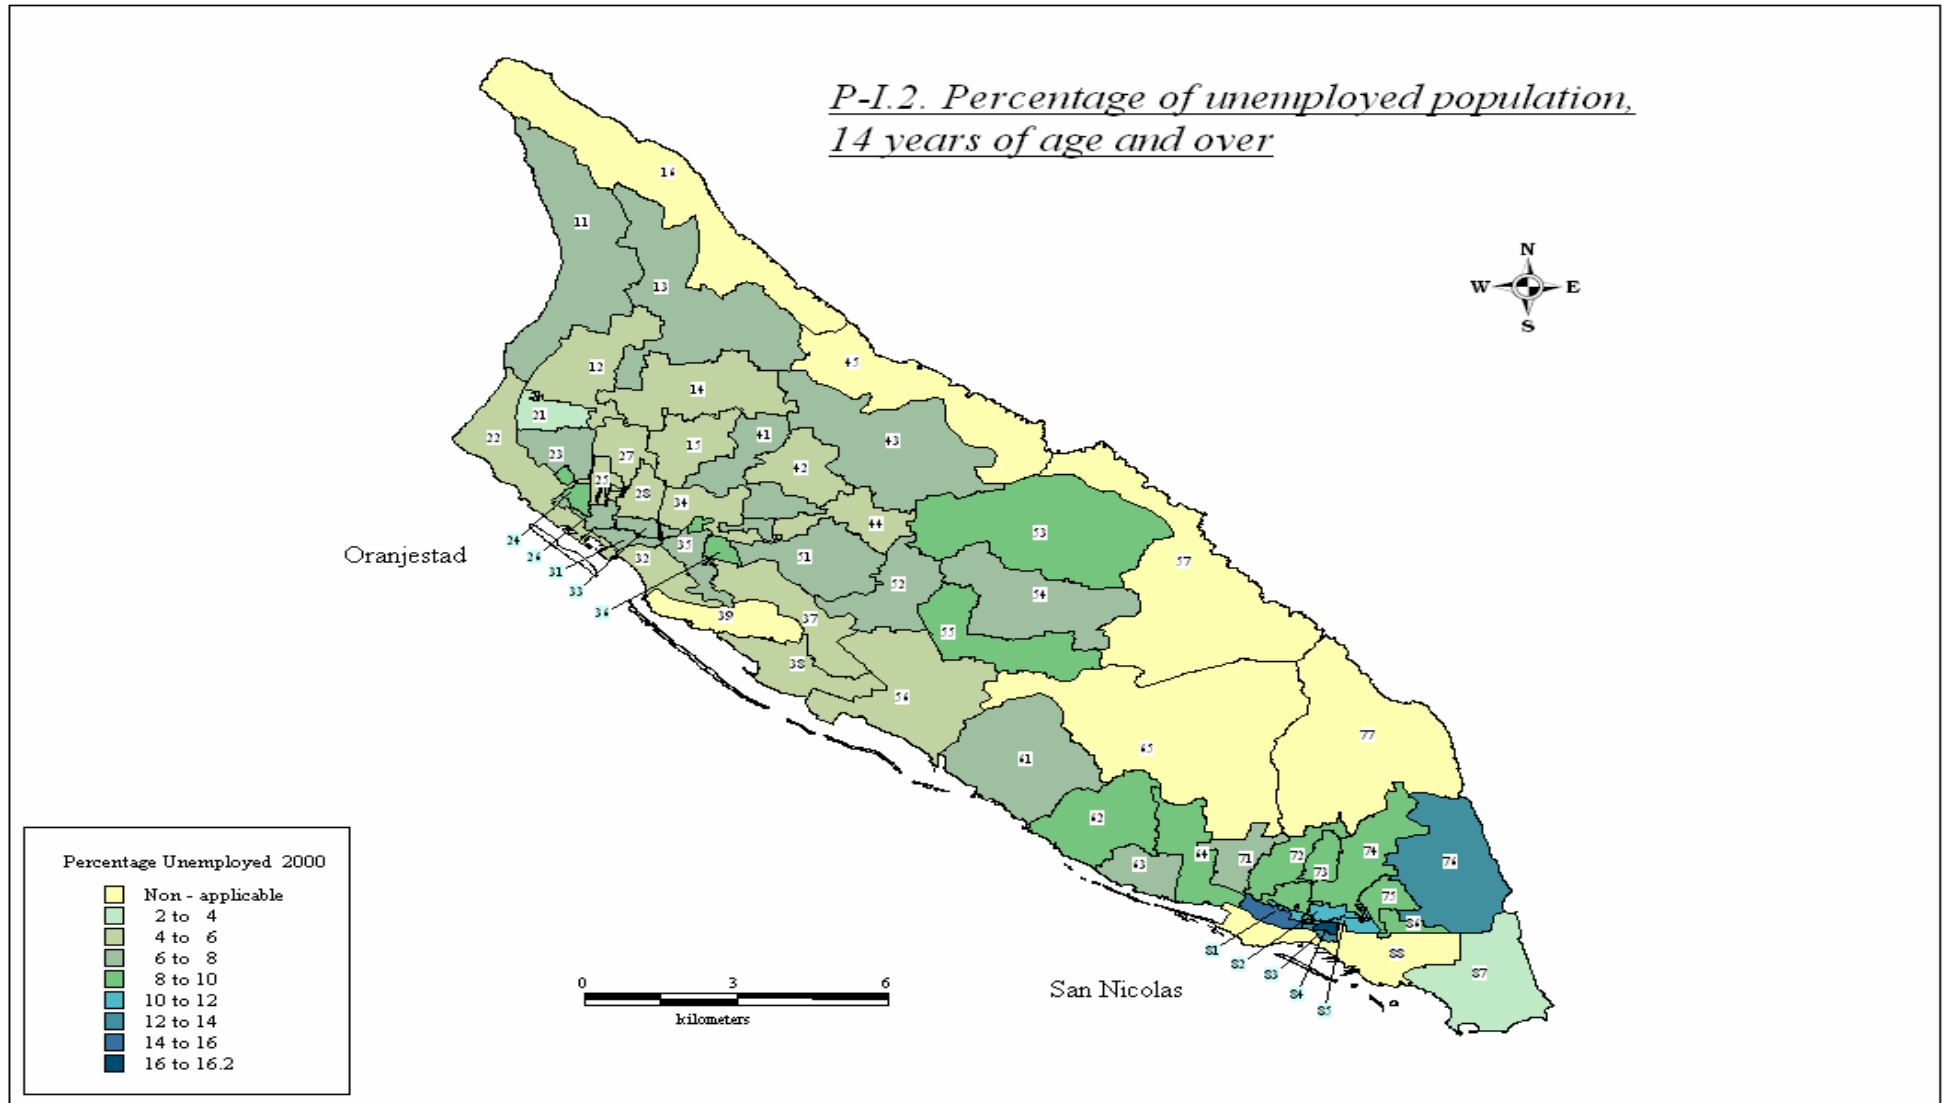 P-I.2. Percentage of unemployed population,
14 years of age and over
16
11
N
W E
S
13
45
12
14
21
22
15
41
43
23
27
42
25
28
34
44
53
24
26
31
33
36
35
32
51
52
54
57
Oranjestad
39
37
55
38
56
61
65
77
62
63
64
71
72
73
74
75
76
86
81
82
83
84
85
88
87
San Nicolas
0 3 6
kilometers
Percentage Unemployed 2000
Non - applicable
2 to 4
4 to 6
6 to 8
8 to 10
10 to 12
12 to 14
14 to 16
16 to 16.2